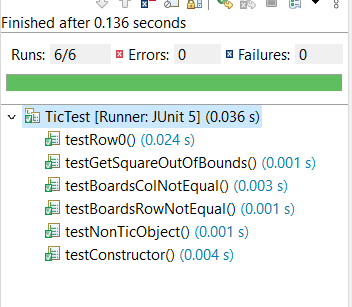 Finished after 0.136 seconds
Runs: 6/6 Errors: 0 Failures: 0
TicTest [Runner: JUnit 5] (0.036 s)
testRow0() (0.024 s)
testGetSquareOutOfBounds() (0.001 s)
testBoardsColNotEqual() (0.003 s)
testBoardsRowNotEqual() (0.001 s)
testNonTicObject() (0.001 s)
testConstructor() (0.004 s)